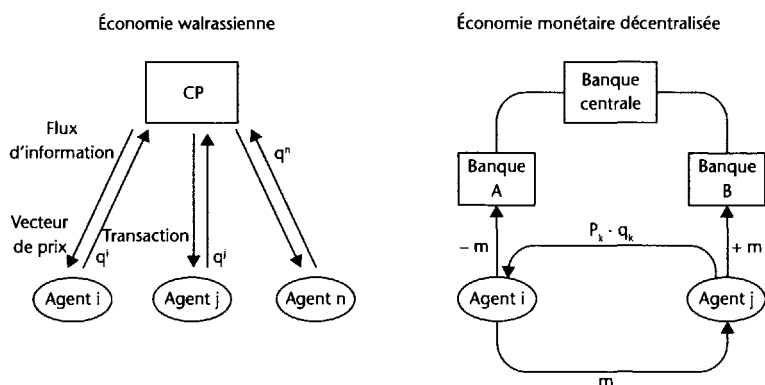 Économie walrassienne
CP
Flux
d'information
qⁿ
Vecteur
de prix
qⁱ
Transaction
qʲ
Agent i
Agent j
Agent n
Économie monétaire décentralisée
Banque
centrale
Banque
A
Banque
B
– m
Pₖ · qₖ
+ m
Agent i
Agent j
m